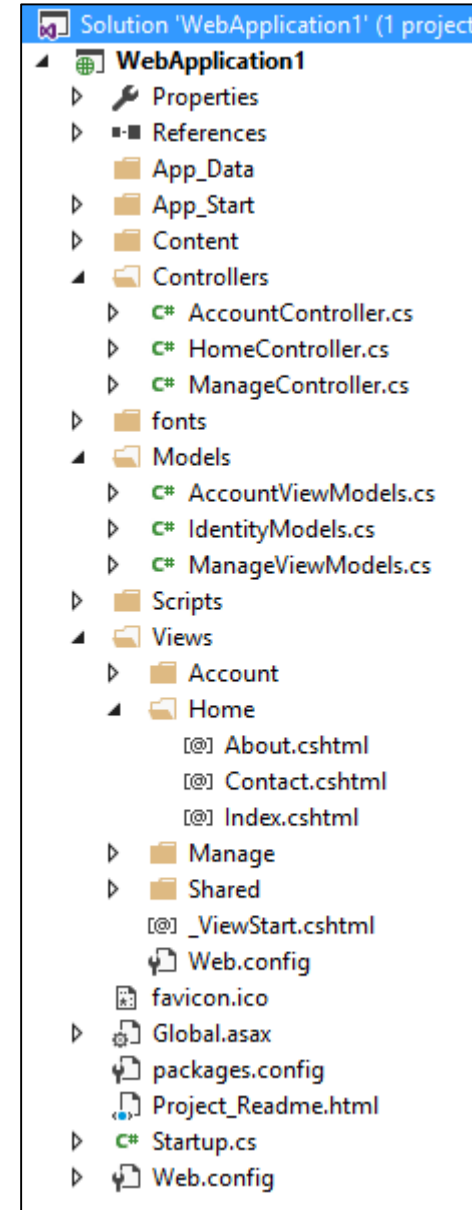 Solution 'WebApplication1' (1 project
WebApplication1
Properties
References
App_Data
App_Start
Content
Controllers
C# AccountController.cs
C# HomeController.cs
C# ManageController.cs
fonts
Models
C# AccountViewModels.cs
C# IdentityModels.cs
C# ManageViewModels.cs
Scripts
Views
Account
Home
[@] About.cshtml
[@] Contact.cshtml
[@] Index.cshtml
Manage
Shared
[@] _ViewStart.cshtml
Web.config
favicon.ico
Global.asax
packages.config
Project_Readme.html
C# Startup.cs
Web.config